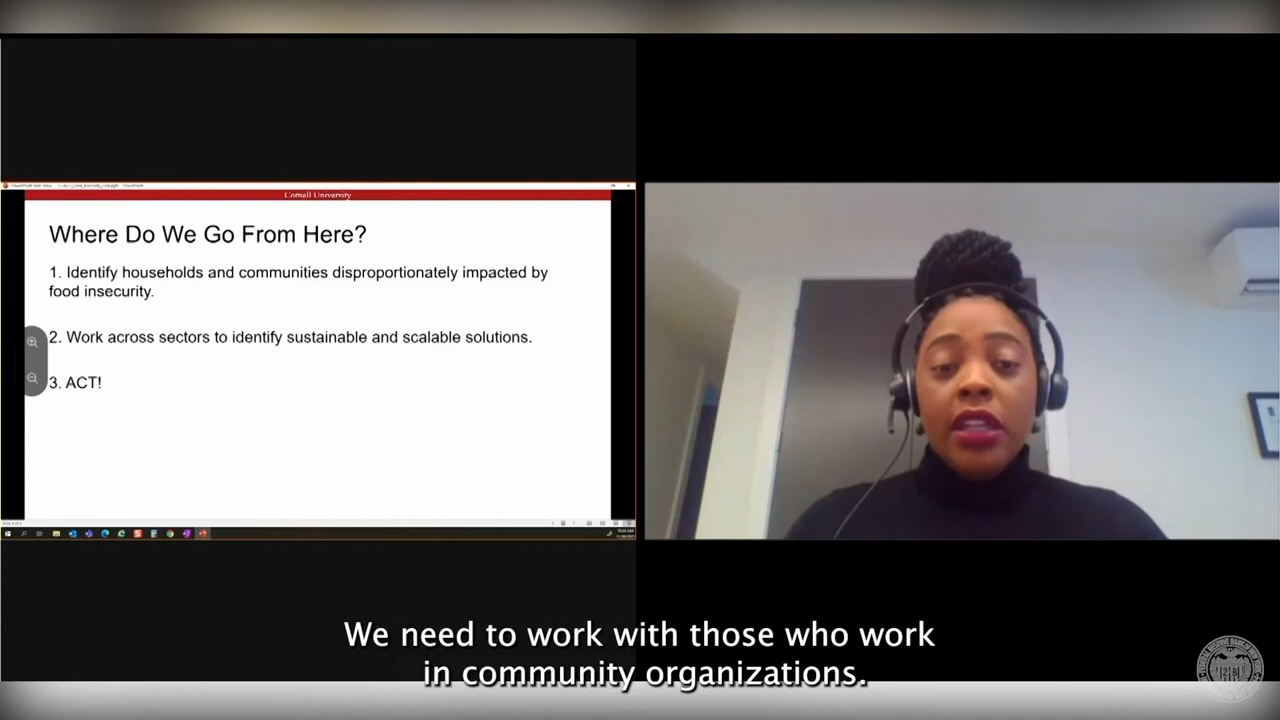 Cornell University
Where Do We Go From Here?
1. Identify households and communities disproportionately impacted by
food insecurity.
2. Work across sectors to identify sustainable and scalable solutions.
3. ACT!
We need to work with those who work
in community organizations.